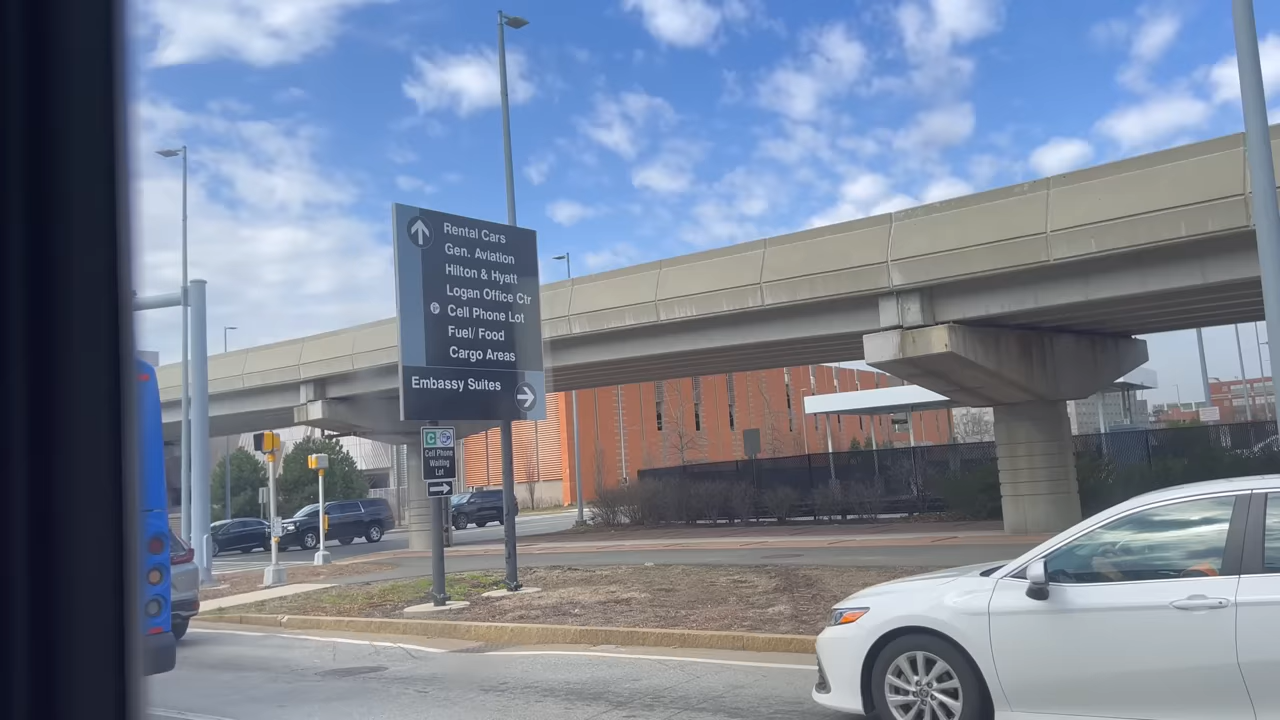 Rental Cars
Gen. Aviation
Hilton & Hyatt
Logan Office Ctr
Cell Phone Lot
Fuel/ Food
Cargo Areas
Embassy Suites
C
Cell Phone
Waiting
Lot